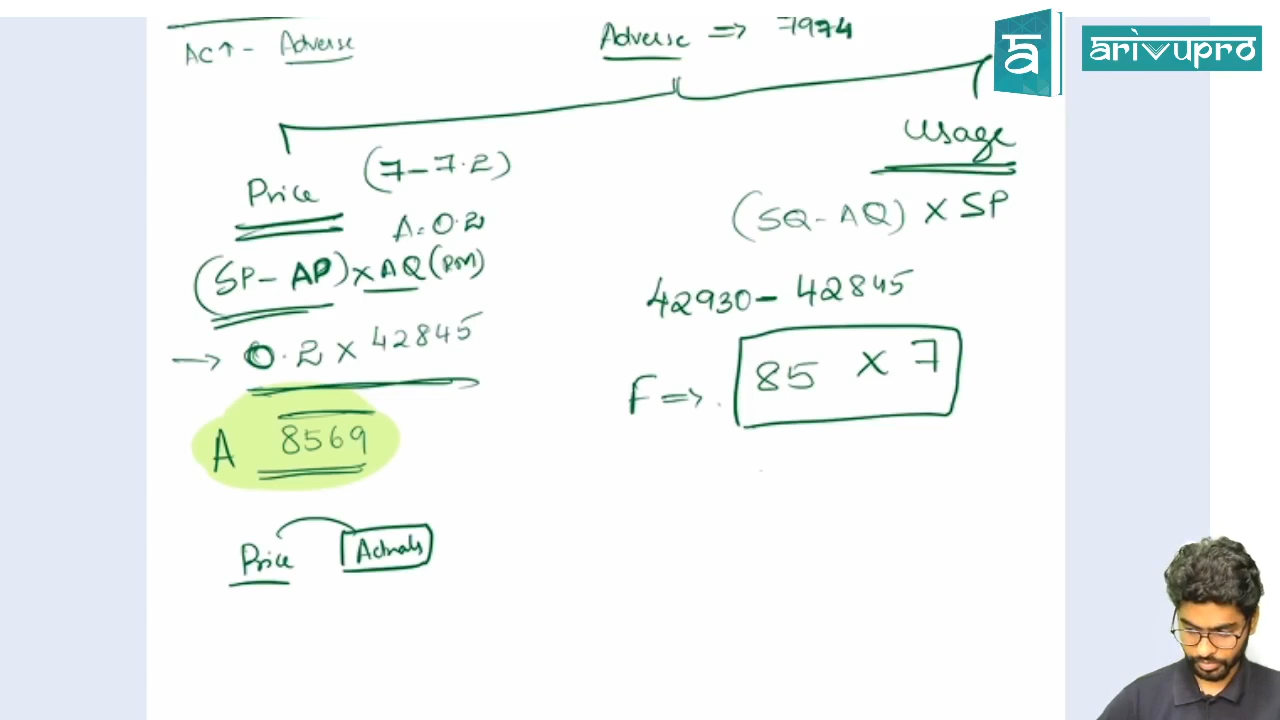 arivupro
AC↑ - Adverse
Adverse => 7974
Price
(7-7.2)
A = 0.2
(SP - AP) × AQ (RM)
→ 0.2 × 42845
A 8569
Price Actuals
Usage
(SQ - AQ) × SP
42930 - 42845
F => 85 × 7